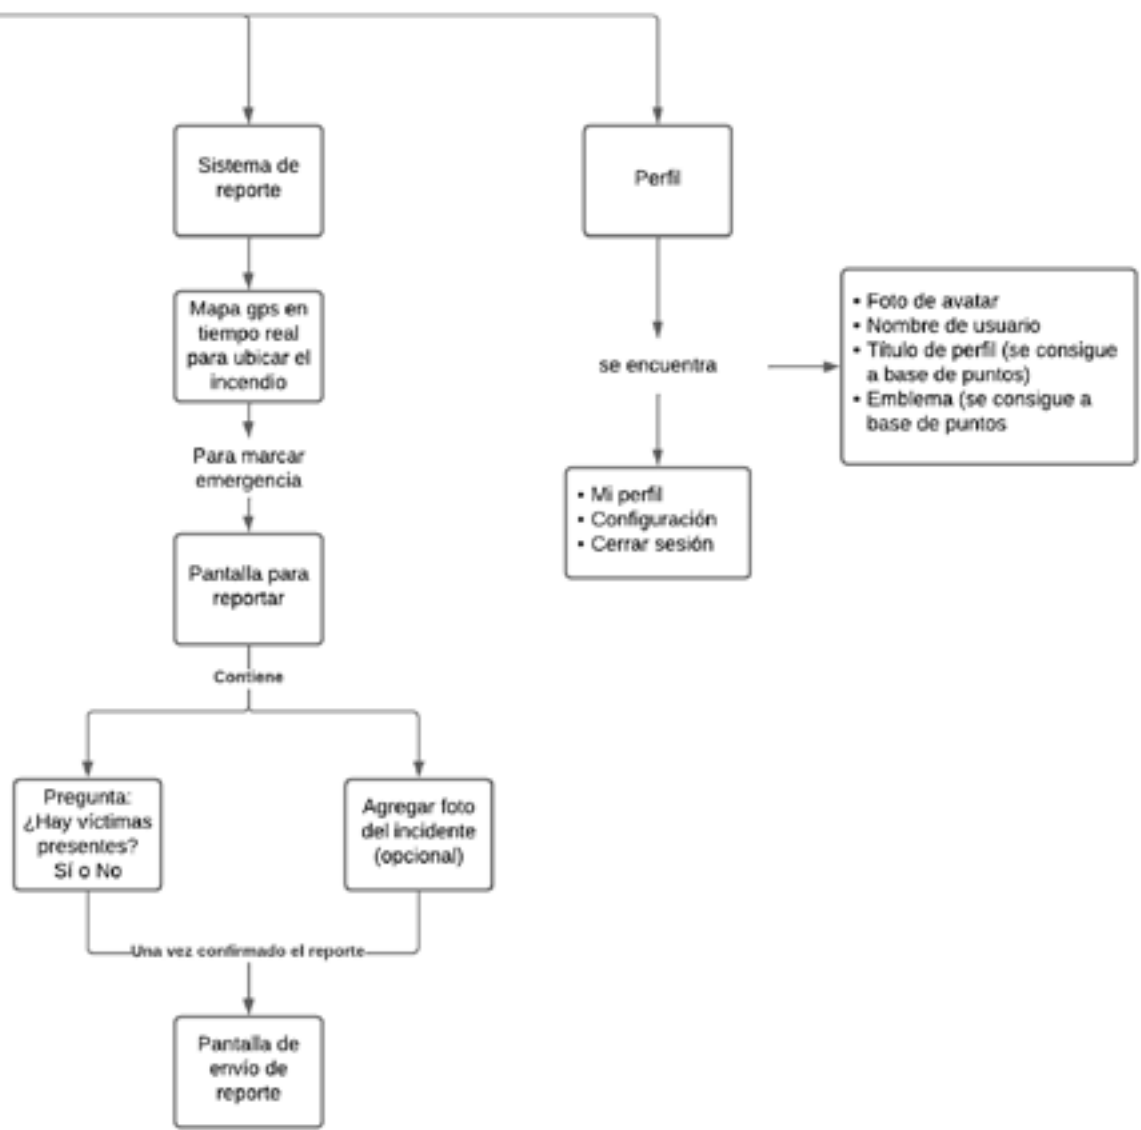 Sistema de
reporte
Mapa gps en
tiempo real
para ubicar el
incendio
Para marcar
emergencia
Pantalla para
reportar
Contiene
Pregunta:
¿Hay víctimas
presentes?
Sí o No
Agregar foto
del incidente
(opcional)
Una vez confirmado el reporte
Pantalla de
envío de
reporte
Perfil
se encuentra
• Foto de avatar
• Nombre de usuario
• Título de perfil (se consigue
a base de puntos)
• Emblema (se consigue a
base de puntos
• Mi perfil
• Configuración
• Cerrar sesión